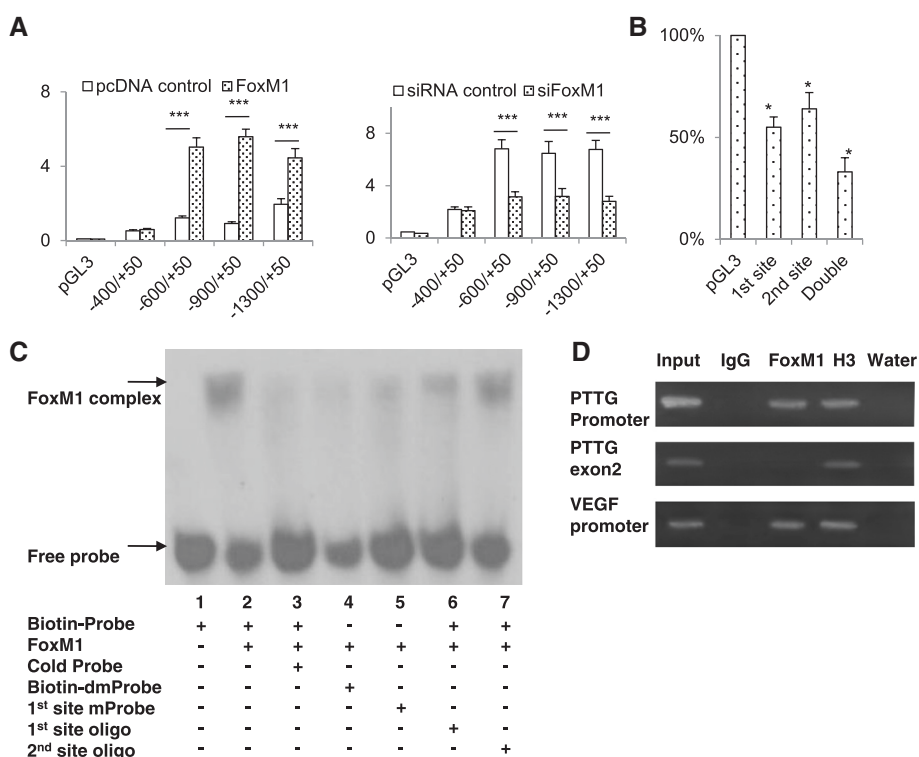 A
pcDNA control FoxM1
8
4
0
***
***
***
pGL3
-400/+50
-600/+50
-900/+50
-1300/+50
siRNA control siFoxM1
8
4
0
***
***
***
pGL3
-400/+50
-600/+50
-900/+50
-1300/+50
B
100%
50%
0%
*
*
*
pGL3
1st site
2nd site
Double
C
FoxM1 complex
Free probe
1 2 3 4 5 6 7
Biotin-Probe + + + - - + +
FoxM1 - + + + + + +
Cold Probe - - + - - - -
Biotin-dmProbe - - - + - - -
1st site mProbe - - - - + - -
1st site oligo - - - - - + -
2nd site oligo - - - - - - +
D
Input IgG FoxM1 H3 Water
PTTG
Promoter
PTTG
exon2
VEGF
promoter